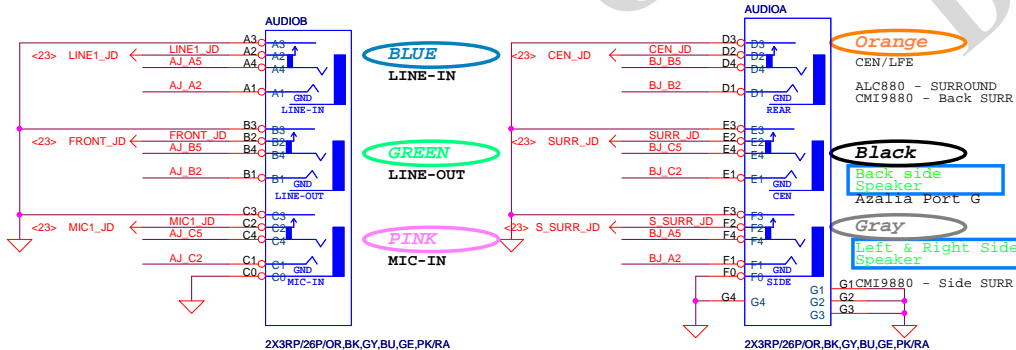 AUDIOB
A3 A3
<23> LINE1_JD LINE1_JD A2 A2
AJ_A5 A4 A4
AJ_A2 A1 A1
GND
LINE-IN
BLUE
LINE-IN
B3 B3
<23> FRONT_JD FRONT_JD B2 B2
AJ_B5 B4 B4
AJ_B2 B1 B1
GND
LINE-OUT
GREEN
LINE-OUT
C3 C3
<23> MIC1_JD MIC1_JD C2 C2
AJ_C5 C4 C4
AJ_C2 C1 C1
C0 C0
GND
MIC-IN
PINK
MIC-IN
2X3RP/26P/OR,BK,GY,BU,GE,PK/RA
AUDIOA
D3 D3
<23> CEN_JD CEN_JD D2 D2
BJ_B5 D4 D4
BJ_B2 D1 D1
GND
REAR
Orange
CEN/LFE
ALC880 - SURROUND
CMI9880 - Back SURR
E3 E3
<23> SURR_JD SURR_JD E2 E2
BJ_C5 E4 E4
BJ_C2 E1 E1
GND
CEN
Black
Back side
Speaker
Azalia Port G
F3 F3
<23> S_SURR_JD S_SURR_JD F2 F2
BJ_A5 F4 F4
BJ_A2 F1 F1
F0 F0
GND
SIDE
Gray
Left & Right Side
Speaker
CMI9880 - Side SURR
G4 G4
G1 G1
G2 G2
G3 G3
2X3RP/26P/OR,BK,GY,BU,GE,PK/RA